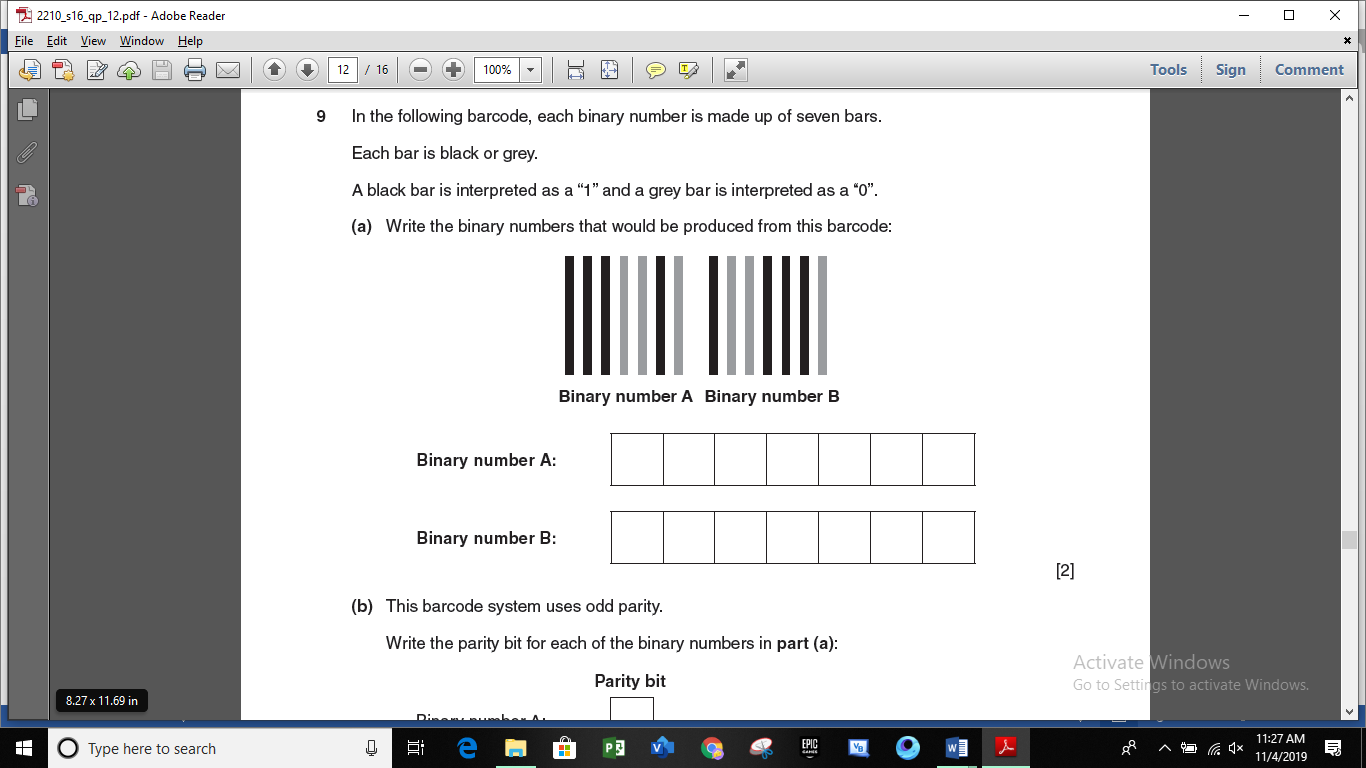 2210_s16_qp_12.pdf - Adobe Reader
File Edit View Window Help
12 / 16 100% Tools Sign Comment
9 In the following barcode, each binary number is made up of seven bars.
Each bar is black or grey.
A black bar is interpreted as a “1” and a grey bar is interpreted as a “0”.
(a) Write the binary numbers that would be produced from this barcode:
Binary number A Binary number B
Binary number A:
Binary number B:
[2]
(b) This barcode system uses odd parity.
Write the parity bit for each of the binary numbers in part (a):
Activate Windows
Parity bit
Go to Settings to activate Windows.
8.27 x 11.69 in
Binary number A:
Type here to search
EPIC
GAMES
11:27 AM
11/4/2019